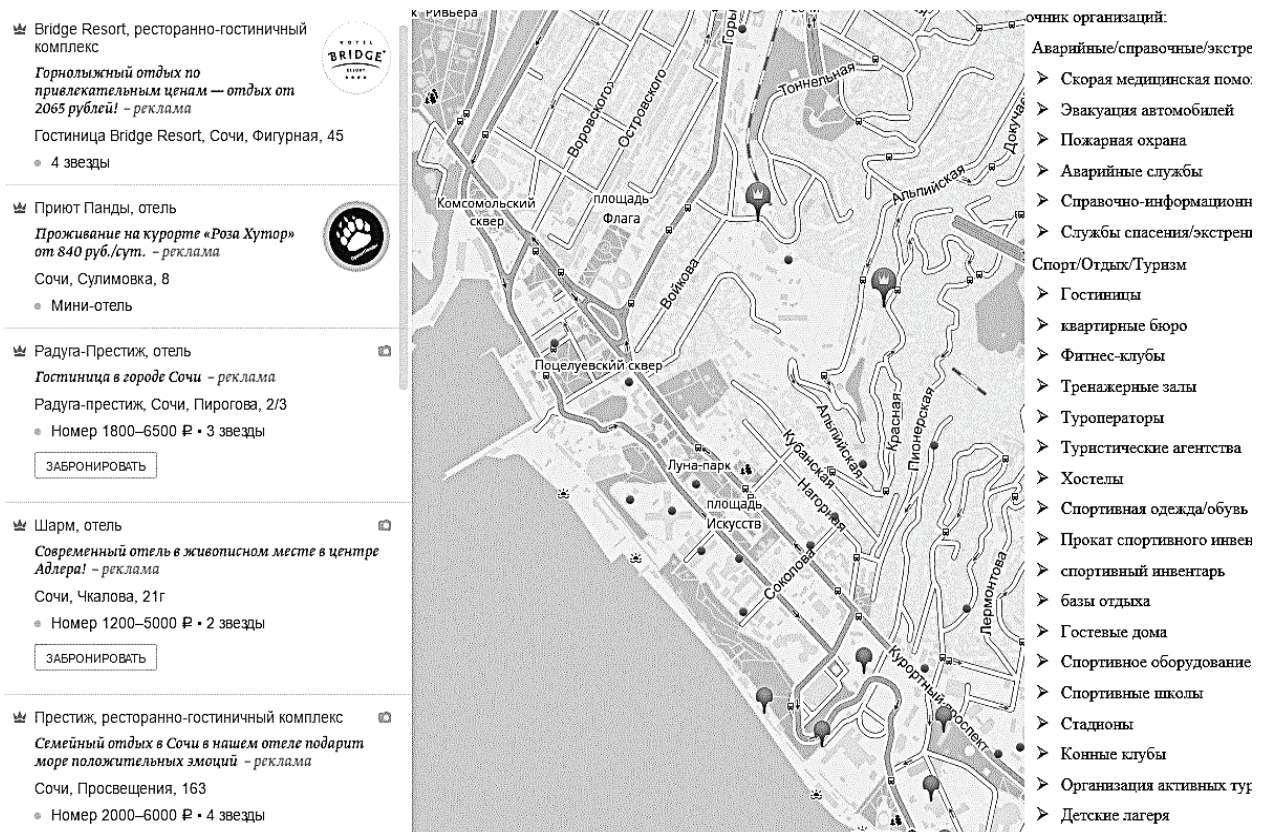 Bridge Resort, ресторанно-гостиничный
комплекс
HOTEL
BRIDGE
RESORT
Горнолыжный отдых по
привлекательным ценам — отдых от
2065 рублей! – реклама
Гостиница Bridge Resort, Сочи, Фигурная, 45
4 звезды
Приют Панды, отель
Проживание на курорте «Роза Хутор»
от 840 руб./сут. – реклама
Сочи, Сулимовка, 8
Мини-отель
Радуга-Престиж, отель
Гостиница в городе Сочи – реклама
Радуга-престиж, Сочи, Пирогова, 2/3
Номер 1800–6500 ₽ • 3 звезды
ЗАБРОНИРОВАТЬ
Шарм, отель
Современный отель в живописном месте в центре
Адлера! – реклама
Сочи, Чкалова, 21г
Номер 1200–5000 ₽ • 2 звезды
ЗАБРОНИРОВАТЬ
Престиж, ресторанно-гостиничный комплекс
Семейный отдых в Сочи в нашем отеле подарит
море положительных эмоций – реклама
Сочи, Просвещения, 163
Номер 2000–6000 ₽ • 4 звезды
к Ривьера
Горы
Тоннельная
Воровского
Островского
Докучае
Альпийская
Комсомольский
сквер
площадь
Флага
Войкова
Поцелуевский сквер
Альпийская
Красная
Пионерская
Кубанская
Нагорная
Луна-парк
площадь
Искусств
Соколова
Лермонтова
Курортный проспект
очник организаций:
Аварийные/справочные/экстре
Скорая медицинская помо
Эвакуация автомобилей
Пожарная охрана
Аварийные службы
Справочно-информационн
Службы спасения/экстрен
Спорт/Отдых/Туризм
Гостиницы
квартирные бюро
Фитнес-клубы
Тренажерные залы
Туроператоры
Туристические агентства
Хостелы
Спортивная одежда/обувь
Прокат спортивного инвен
спортивный инвентарь
базы отдыха
Гостевые дома
Спортивное оборудование
Спортивные школы
Стадионы
Конные клубы
Организация активных тур
Детские лагеря